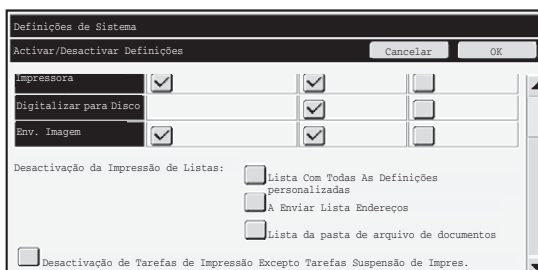 Definições de Sistema
Activar/Desactivar Definições
Cancelar
OK
Impressora
Digitalizar para Disco
Env. Imagem
Desactivação da Impressão de Listas:
Lista Com Todas As Definições
personalizadas
A Enviar Lista Endereços
Lista da pasta de arquivo de documentos
Desactivação de Tarefas de Impressão Excepto Tarefas Suspensão de Impres.